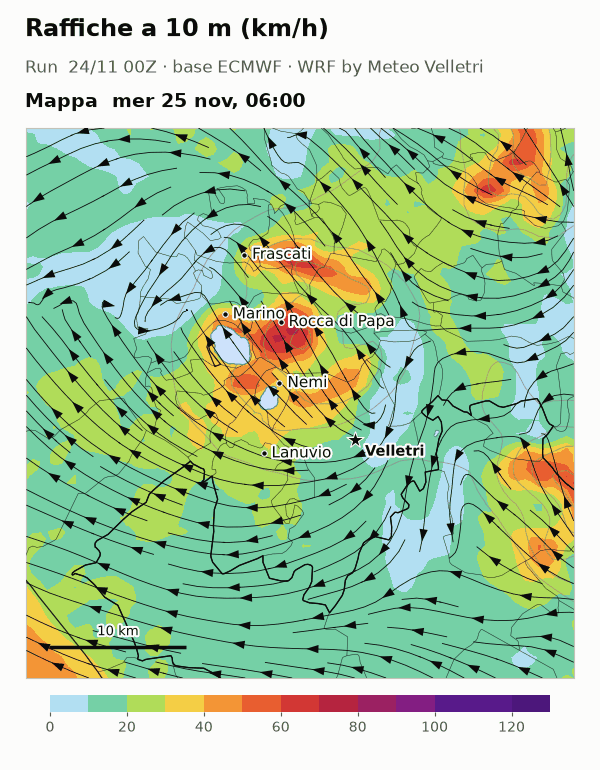 Raffiche a 10 m (km/h)
Run  24/11 00Z · base ECMWF · WRF by Meteo Velletri
Mappa  mer 25 nov, 06:00
Frascati
Marino
Rocca di Papa
Nemi
Velletri
Lanuvio
10 km
0 20 40 60 80 100 120